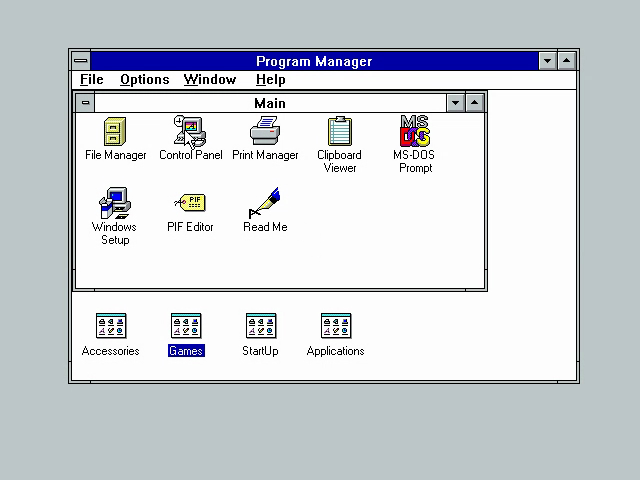 Program Manager
File Options Window Help
Main
File Manager Control Panel Print Manager Clipboard Viewer MS-DOS Prompt
MS DOS
Windows Setup PIF Editor Read Me
PIF
Accessories Games StartUp Applications